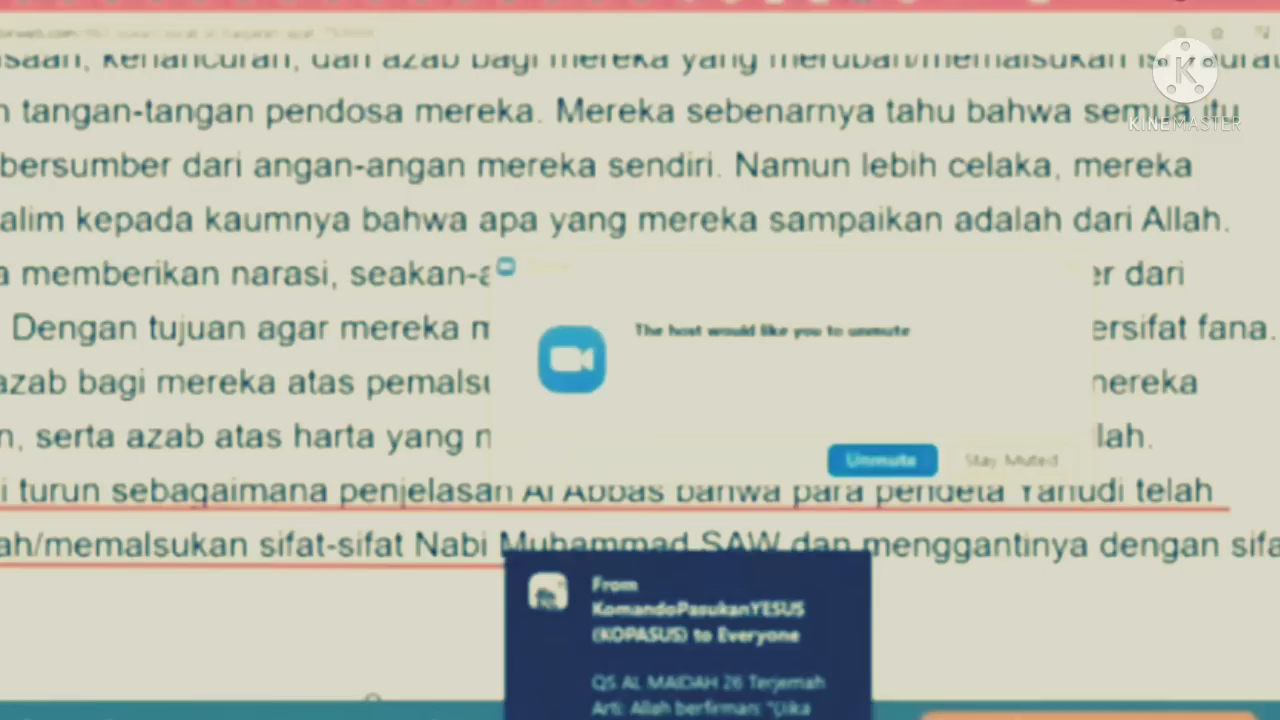 KINEMASTER
tangan-tangan pendosa mereka. Mereka sebenarnya tahu bahwa semua itu
bersumber dari angan-angan mereka sendiri. Namun lebih celaka, mereka
alim kepada kaumnya bahwa apa yang mereka sampaikan adalah dari Allah.
memberikan narasi, seakan-a
er dari
Dengan tujuan agar mereka m
ersifat fana.
azab bagi mereka atas pemalsu
mereka
n, serta azab atas harta yang m
llah.
i turun sebagaimana penjelasan Al Abbas bahwa para pendeta Yahudi telah
ah/memalsukan sifat-sifat Nabi Muhammad SAW dan menggantinya dengan sifa
The host would like you to unmute
Unmute
Stay Muted
From
KomandoPasukanYESUS
(KOPASUS) to Everyone
QS AL MAIDAH 26 Terjemah
Arti: Allah berfirman: "(Jika